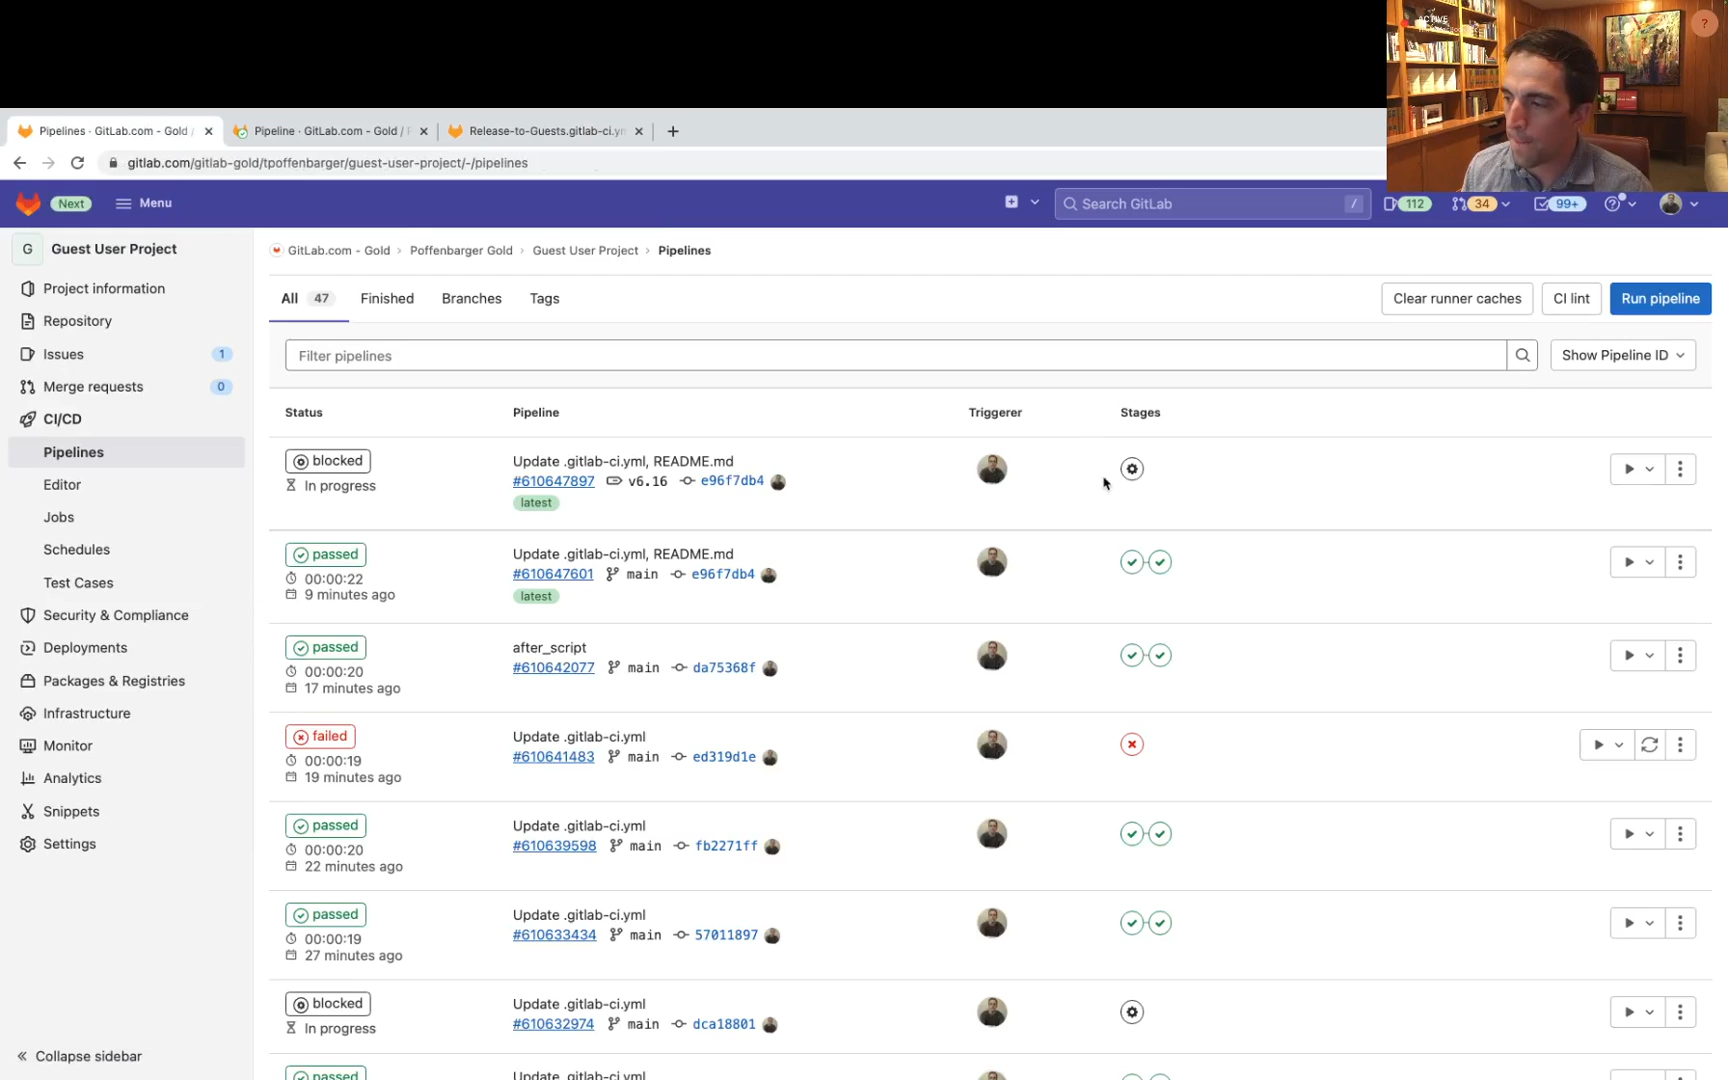 ACTIVE
?
Pipelines · GitLab.com - Gold /
Pipeline · GitLab.com - Gold /
Release-to-Guests.gitlab-ci.ym
gitlab.com/gitlab-gold/tpoffenbarger/guest-user-project/-/pipelines
Next
Menu
Search GitLab
/
112
34
99+
G
Guest User Project
GitLab.com - Gold
Poffenbarger Gold
Guest User Project
Pipelines
Project information
Repository
Issues
1
Merge requests
0
CI/CD
Pipelines
Editor
Jobs
Schedules
Test Cases
Security & Compliance
Deployments
Packages & Registries
Infrastructure
Monitor
Analytics
Snippets
Settings
Collapse sidebar
All 47
Finished
Branches
Tags
Clear runner caches
CI lint
Run pipeline
Filter pipelines
Show Pipeline ID
Status
Pipeline
Triggerer
Stages
blocked
In progress
Update .gitlab-ci.yml, README.md
#610647897 v6.16 e96f7db4
latest
passed
00:00:22
9 minutes ago
Update .gitlab-ci.yml, README.md
#610647601 main e96f7db4
latest
passed
00:00:20
17 minutes ago
after_script
#610642077 main da75368f
failed
00:00:19
19 minutes ago
Update .gitlab-ci.yml
#610641483 main ed319d1e
passed
00:00:20
22 minutes ago
Update .gitlab-ci.yml
#610639598 main fb2271ff
passed
00:00:19
27 minutes ago
Update .gitlab-ci.yml
#610633434 main 57011897
blocked
In progress
Update .gitlab-ci.yml
#610632974 main dca18801
passed
Update .gitlab-ci.yml